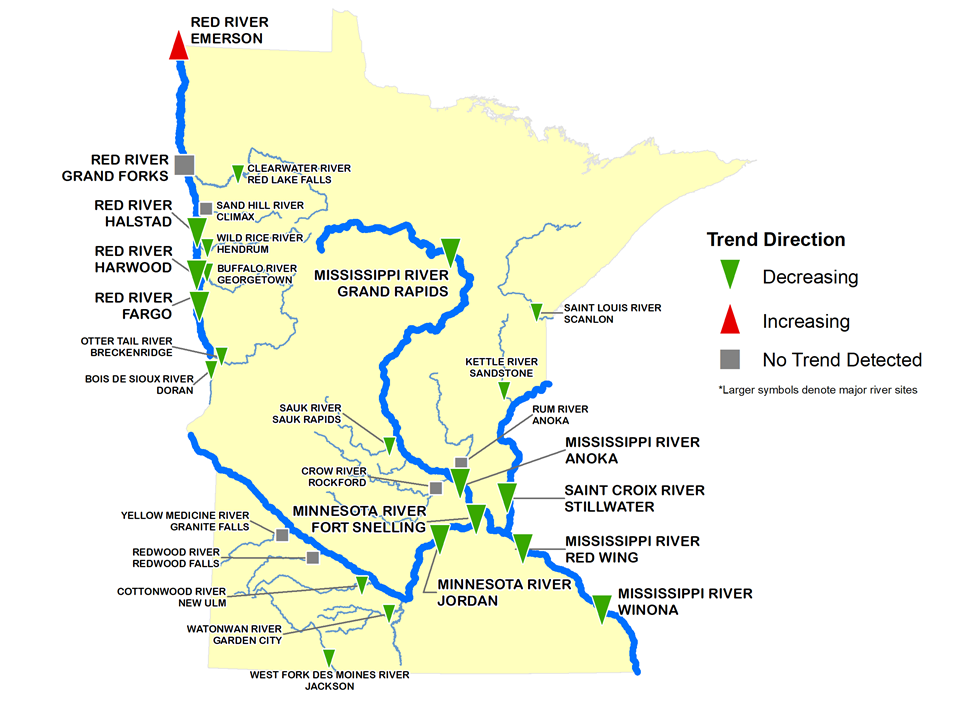 RED RIVER
EMERSON
RED RIVER
GRAND FORKS
CLEARWATER RIVER
RED LAKE FALLS
RED RIVER
HALSTAD
SAND HILL RIVER
CLIMAX
WILD RICE RIVER
HENDRUM
RED RIVER
HARWOOD
BUFFALO RIVER
GEORGETOWN
RED RIVER
FARGO
MISSISSIPPI RIVER
GRAND RAPIDS
OTTER TAIL RIVER
BRECKENRIDGE
BOIS DE SIOUX RIVER
DORAN
SAINT LOUIS RIVER
SCANLON
KETTLE RIVER
SANDSTONE
SAUK RIVER
SAUK RAPIDS
RUM RIVER
ANOKA
MISSISSIPPI RIVER
ANOKA
CROW RIVER
ROCKFORD
SAINT CROIX RIVER
STILLWATER
MINNESOTA RIVER
FORT SNELLING
YELLOW MEDICINE RIVER
GRANITE FALLS
MISSISSIPPI RIVER
RED WING
REDWOOD RIVER
REDWOOD FALLS
MINNESOTA RIVER
JORDAN
COTTONWOOD RIVER
NEW ULM
MISSISSIPPI RIVER
WINONA
WATONWAN RIVER
GARDEN CITY
WEST FORK DES MOINES RIVER
JACKSON
Trend Direction
Decreasing
Increasing
No Trend Detected
*Larger symbols denote major river sites